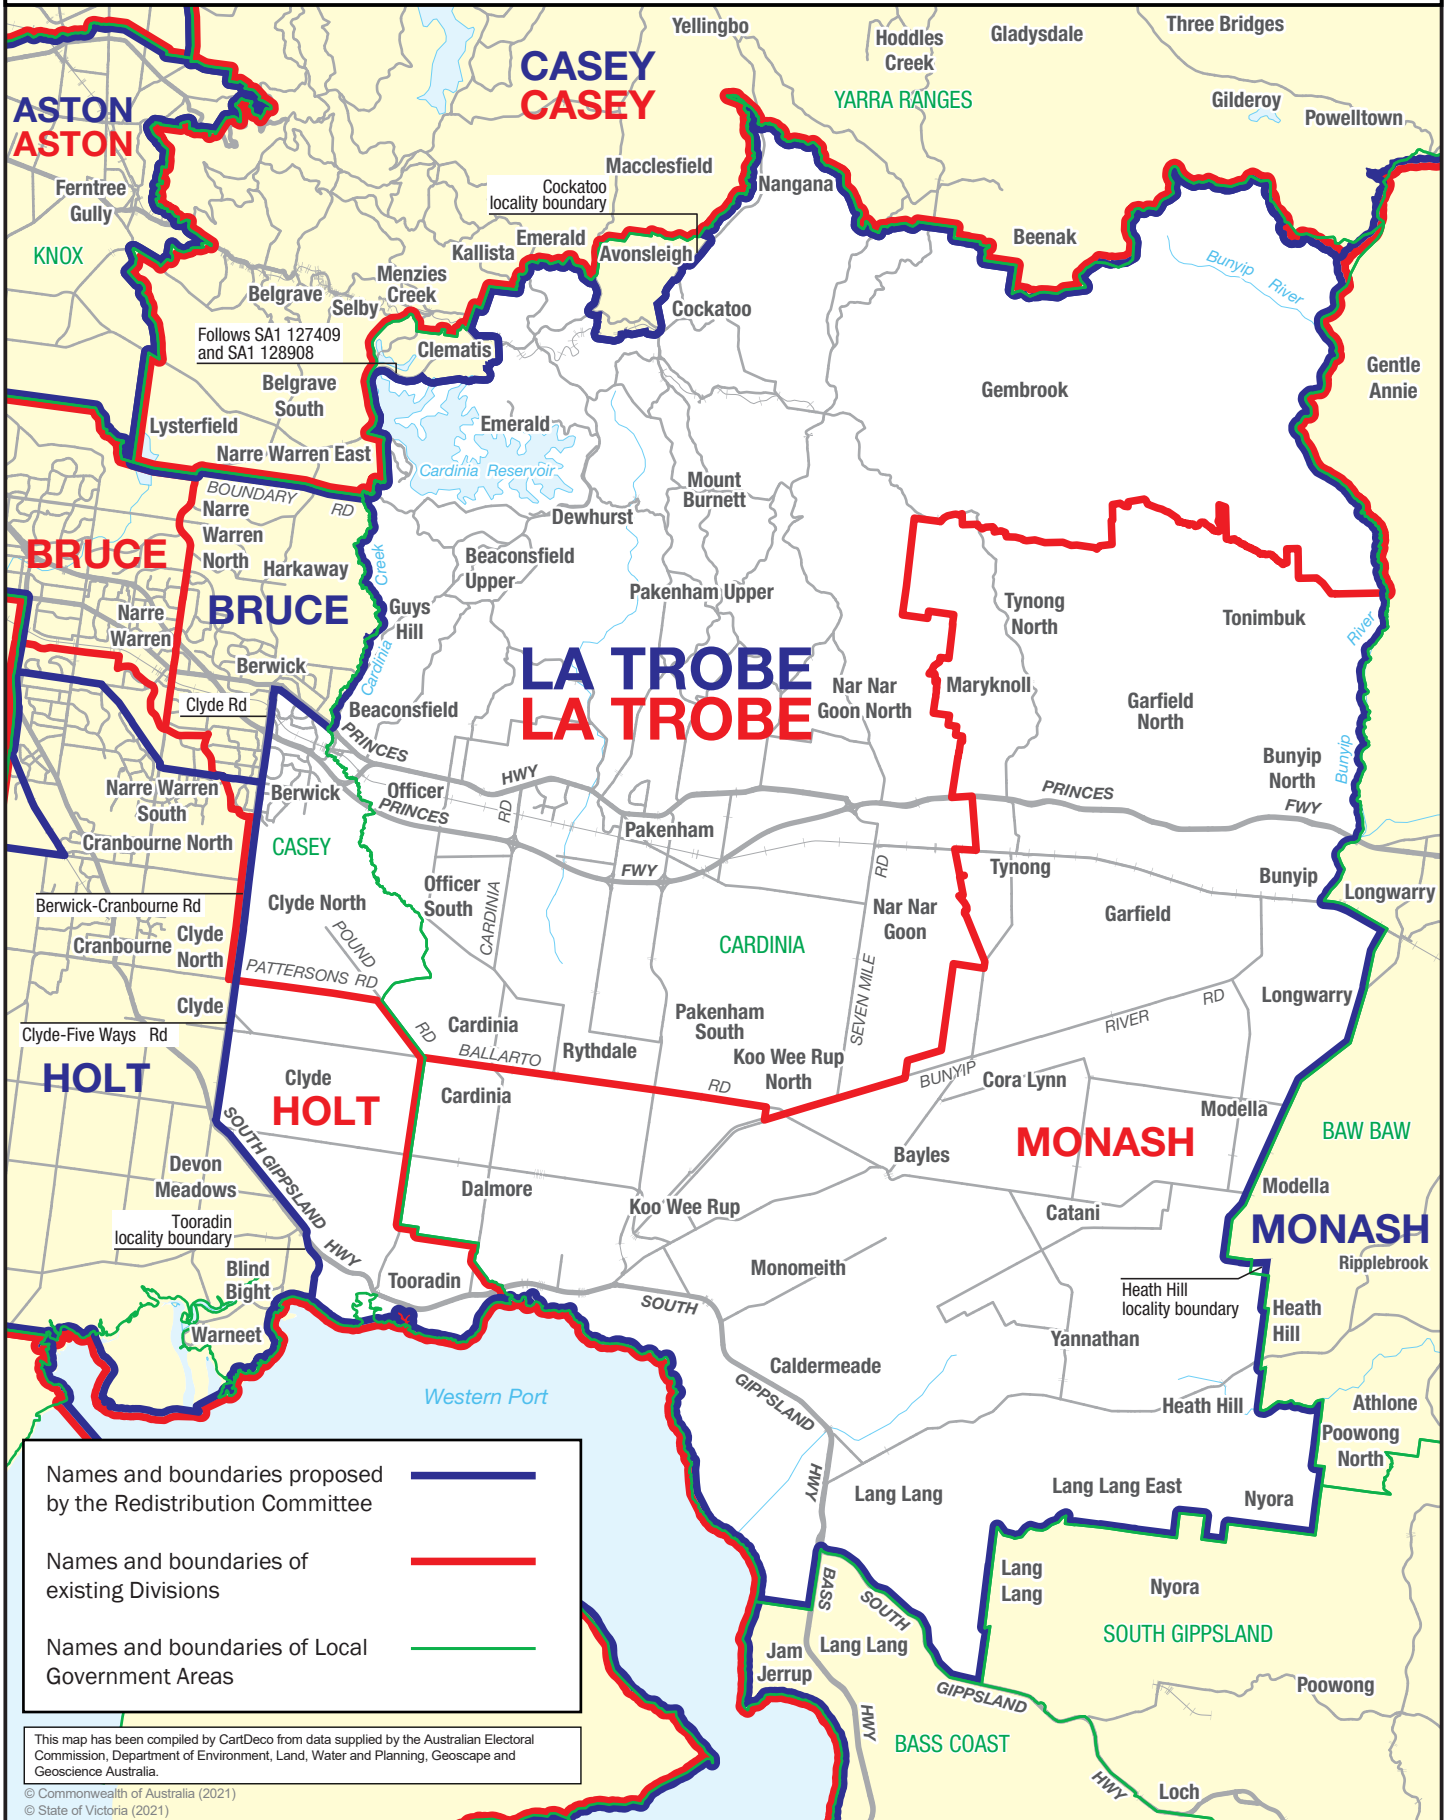 Yellingbo
Hoddles
Creek
Gladysdale
Three Bridges
CASEY
CASEY
YARRA RANGES
Gilderoy
Powelltown
ASTON
ASTON
Ferntree
Gully
KNOX
Macclesfield
Cockatoo
locality boundary
Nangana
Beenak
Bunyip
River
Emerald
Kallista
Avonsleigh
Menzies
Creek
Belgrave
Selby
Cockatoo
Follows SA1 127409
and SA1 128908
Clematis
Gentle
Annie
Belgrave
South
Gembrook
Lysterfield
Emerald
Narre Warren East
Cardinia Reservoir
Mount
Burnett
BOUNDARY
RD
Narre
Warren
North
Dewhurst
BRUCE
Harkaway
Creek
Beaconsfield
Upper
BRUCE
Guys
Hill
Pakenham Upper
Tynong
North
Tonimbuk
River
Narre
Warren
Berwick
Cardinia
LA TROBE
LA TROBE
Nar Nar
Goon North
Maryknoll
Garfield
North
Clyde Rd
Beaconsfield
PRINCES
HWY
Bunyip
North
Bunyip
Narre Warren
South
Berwick
Officer
PRINCES
RD
PRINCES
FWY
Pakenham
Cranbourne North
CASEY
FWY
RD
Tynong
Bunyip
Longwarry
Officer
South
CARDINIA
Berwick-Cranbourne Rd
Clyde North
Nar Nar
Goon
Garfield
POUND
Cranbourne
Clyde
North
CARDINIA
PATTERSONS RD
SEVEN MILE
Longwarry
Clyde
RD
Cardinia
Pakenham
South
RIVER
RD
Clyde-Five Ways Rd
BALLARTO
Rythdale
Koo Wee Rup
North
HOLT
Clyde
HOLT
Cardinia
RD
BUNYIP
Cora Lynn
Modella
SOUTH GIPPSLAND
HWY
MONASH
BAW BAW
Bayles
Devon
Meadows
Dalmore
Modella
Koo Wee Rup
Catani
Tooradin
locality boundary
MONASH
Ripplebrook
Blind
Bight
Tooradin
Monomeith
Heath Hill
locality boundary
SOUTH
Heath
Hill
Warneet
Yannathan
Caldermeade
Western Port
GIPPSLAND
Heath Hill
Athlone
Poowong
North
HWY
Names and boundaries proposed
by the Redistribution Committee
Lang Lang
Lang Lang East
Nyora
Names and boundaries of
existing Divisions
BASS
SOUTH
Lang
Lang
Nyora
Names and boundaries of Local
Government Areas
Jam
Jerrup
Lang Lang
SOUTH GIPPSLAND
GIPPSLAND
Poowong
HWY
BASS COAST
HWY
Loch
This map has been compiled by CartDeco from data supplied by the Australian Electoral
Commission, Department of Environment, Land, Water and Planning, Geoscape and
Geoscience Australia.
© Commonwealth of Australia (2021)
© State of Victoria (2021)